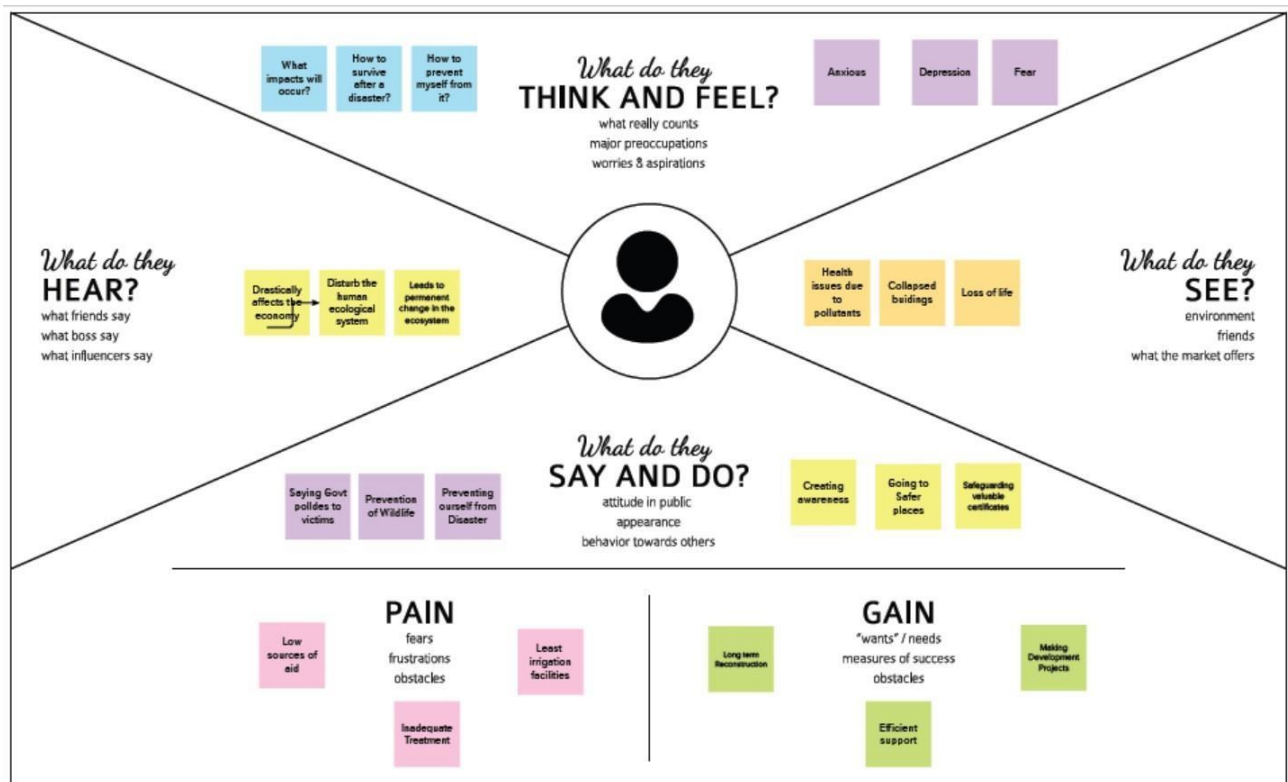 What
impacts will
occur?
How to
survive after
a
disaster?
How to
prevent
myself from
it?
What do they
THINK AND FEEL?
what really counts
major preoccupations
worries & aspirations
Anxious
Depression
Fear
What do they
HEAR?
what friends say
what boss say
what influencers say
Drastically
affects the
economy
Disturb the
human
ecological
system
Leads to
permanent
change in the
ecosystem
Health
issues due
to
pollutants
Collapsed
buidings
Loss of life
What do they
SEE?
environment
friends
what the market offers
What do they
SAY AND DO?
attitude in public
appearance
behavior towards others
Saying Govt
polides to
victims
Prevention
of Wildlife
Preventing
ourself from
Disaster
Creating
awareness
Going to
Safer
places
Safeguarding
valuable
certificates
PAIN
fears
frustrations
obstacles
Low
sources of
aid
Least
irrigation
facilities
Inadequate
Treatment
GAIN
"wants" / needs
measures of success
obstacles
Long term
Reconstruction
Making
Development
Projects
Efficient
support